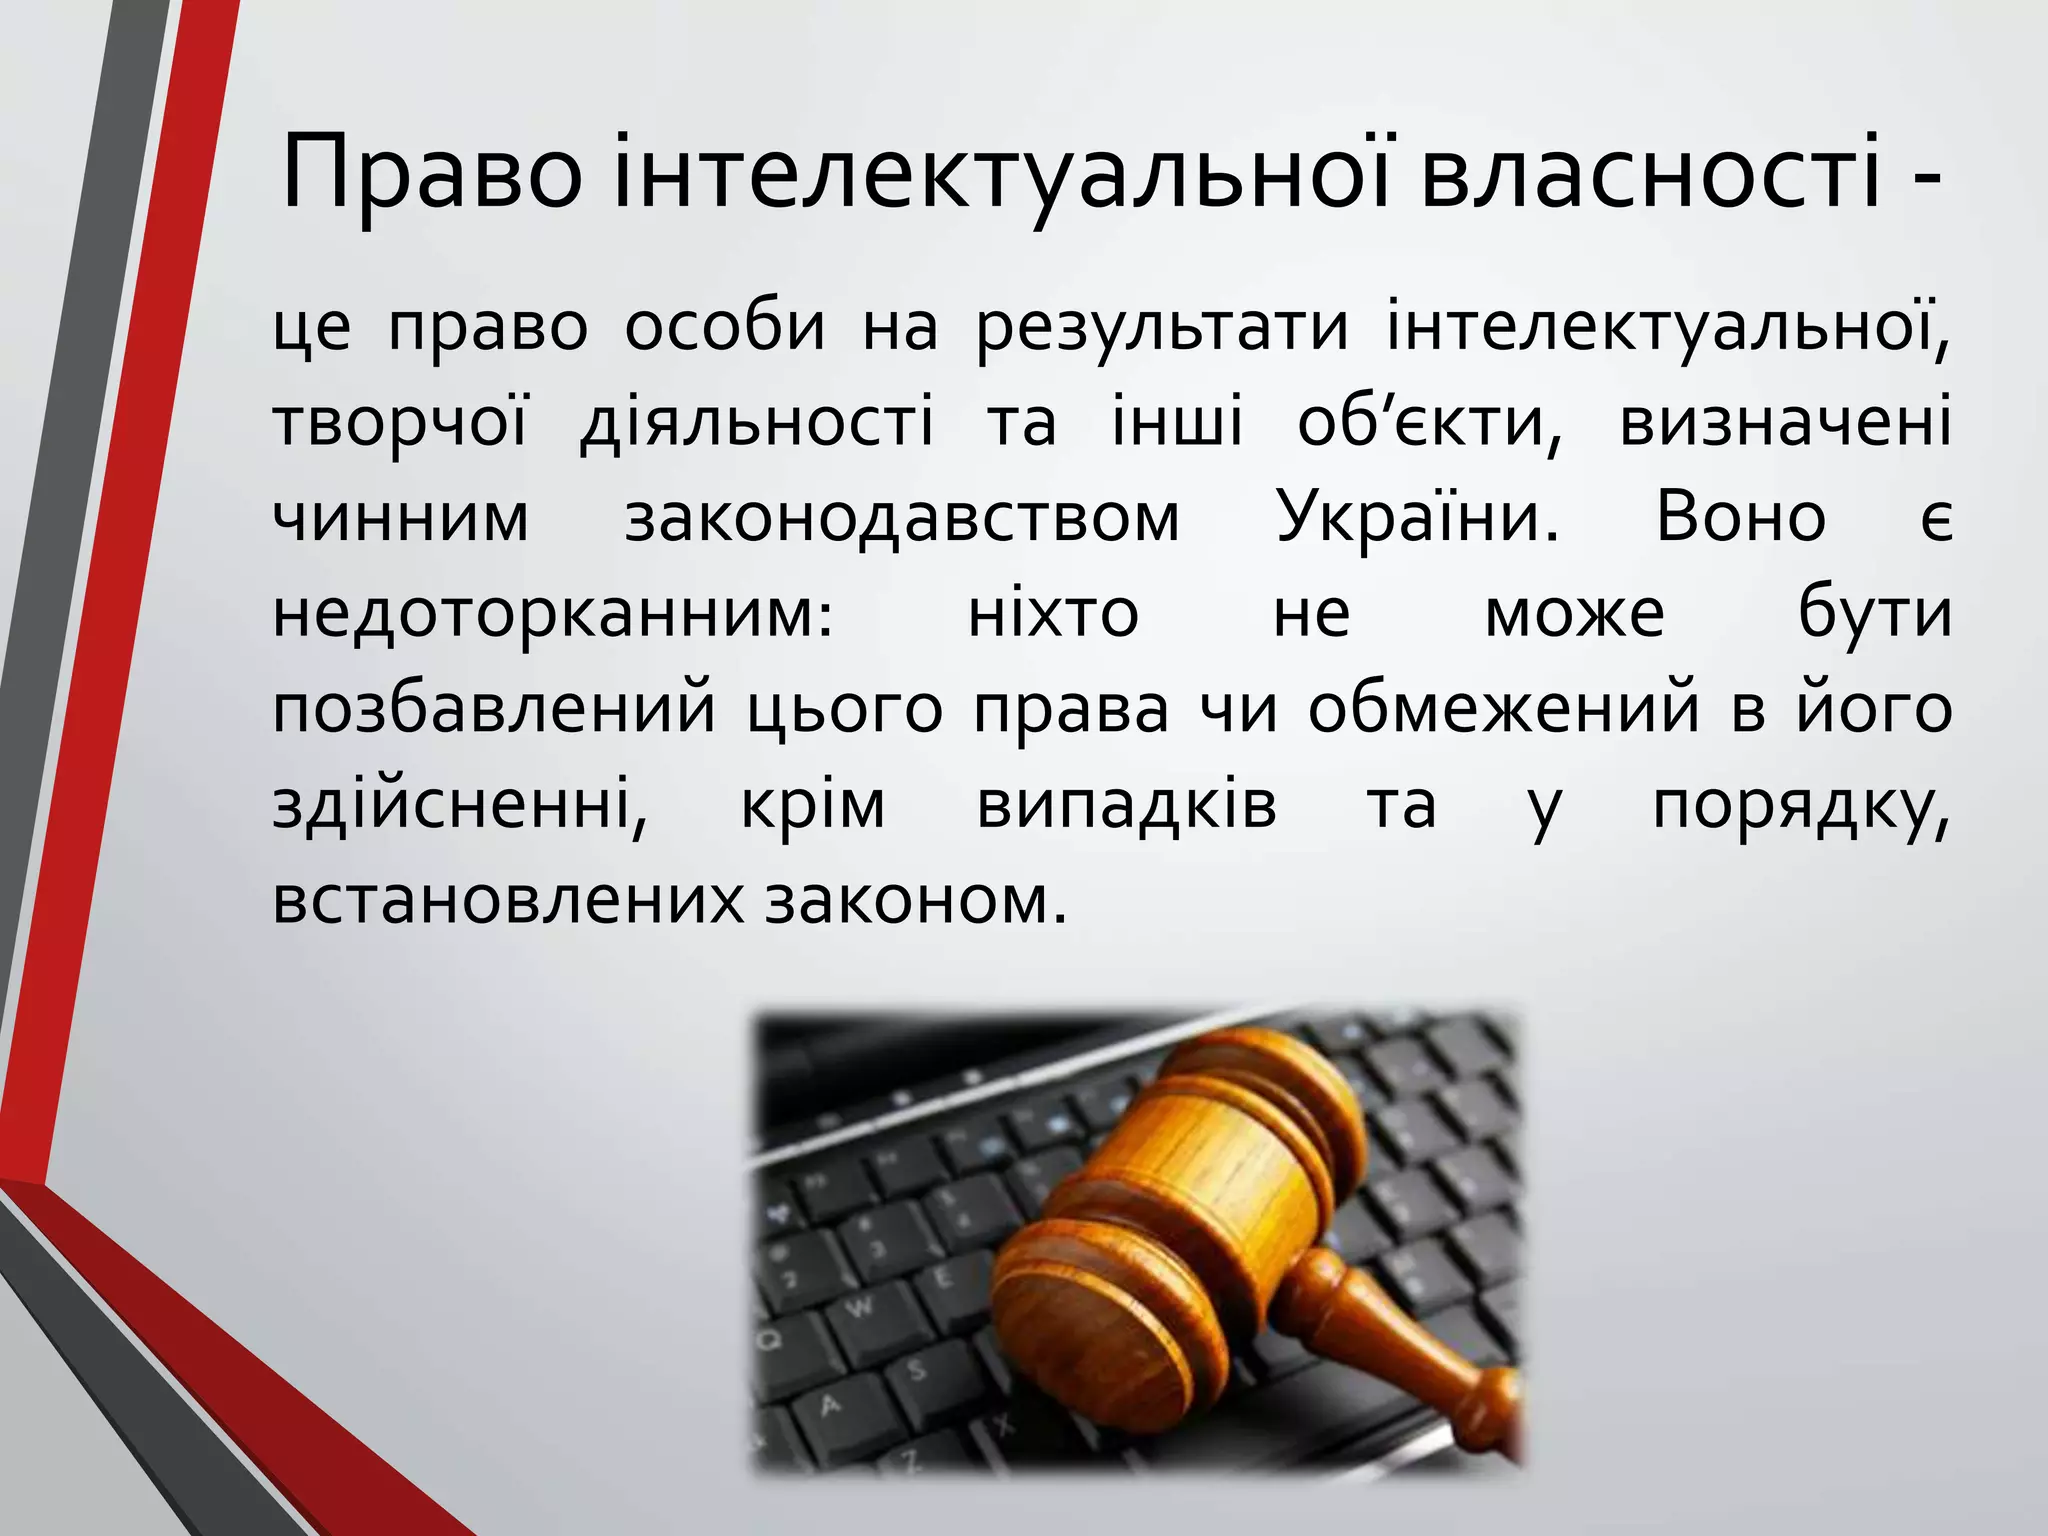 Право інтелектуальної власності -
це право особи на результати інтелектуальної,
творчої діяльності та інші об’єкти, визначені
чинним законодавством України. Воно є
недоторканним: ніхто не може бути
позбавлений цього права чи обмежений в його
здійсненні, крім випадків та у порядку,
встановлених законом.